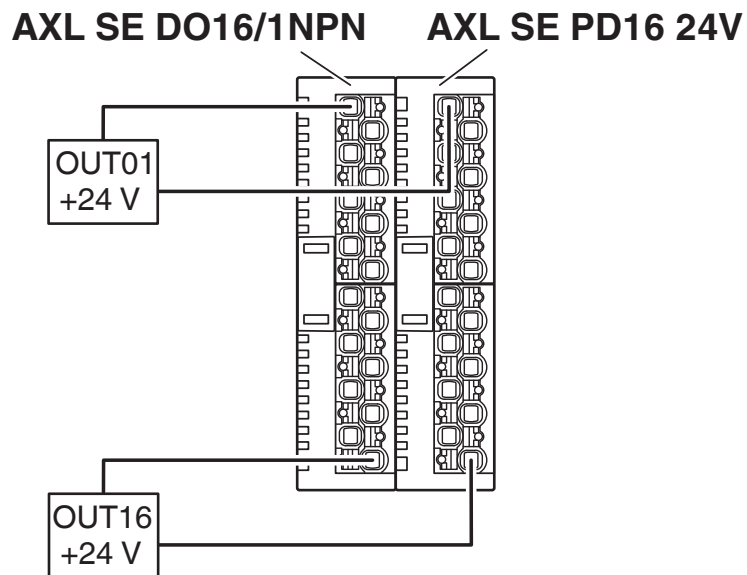 AXL SE DO16/1NPN AXL SE PD16 24V
OUT01
+24 V
OUT16
+24 V